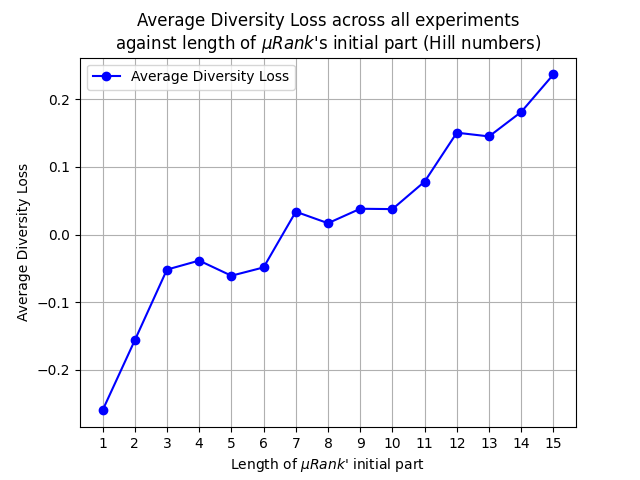 Average Diversity Loss across all experiments
against length of μRank's initial part (Hill numbers)
Average Diversity Loss
Average Diversity Loss
0.2
0.1
0.0
−0.1
−0.2
1 2 3 4 5 6 7 8 9 10 11 12 13 14 15
Length of μRank' initial part